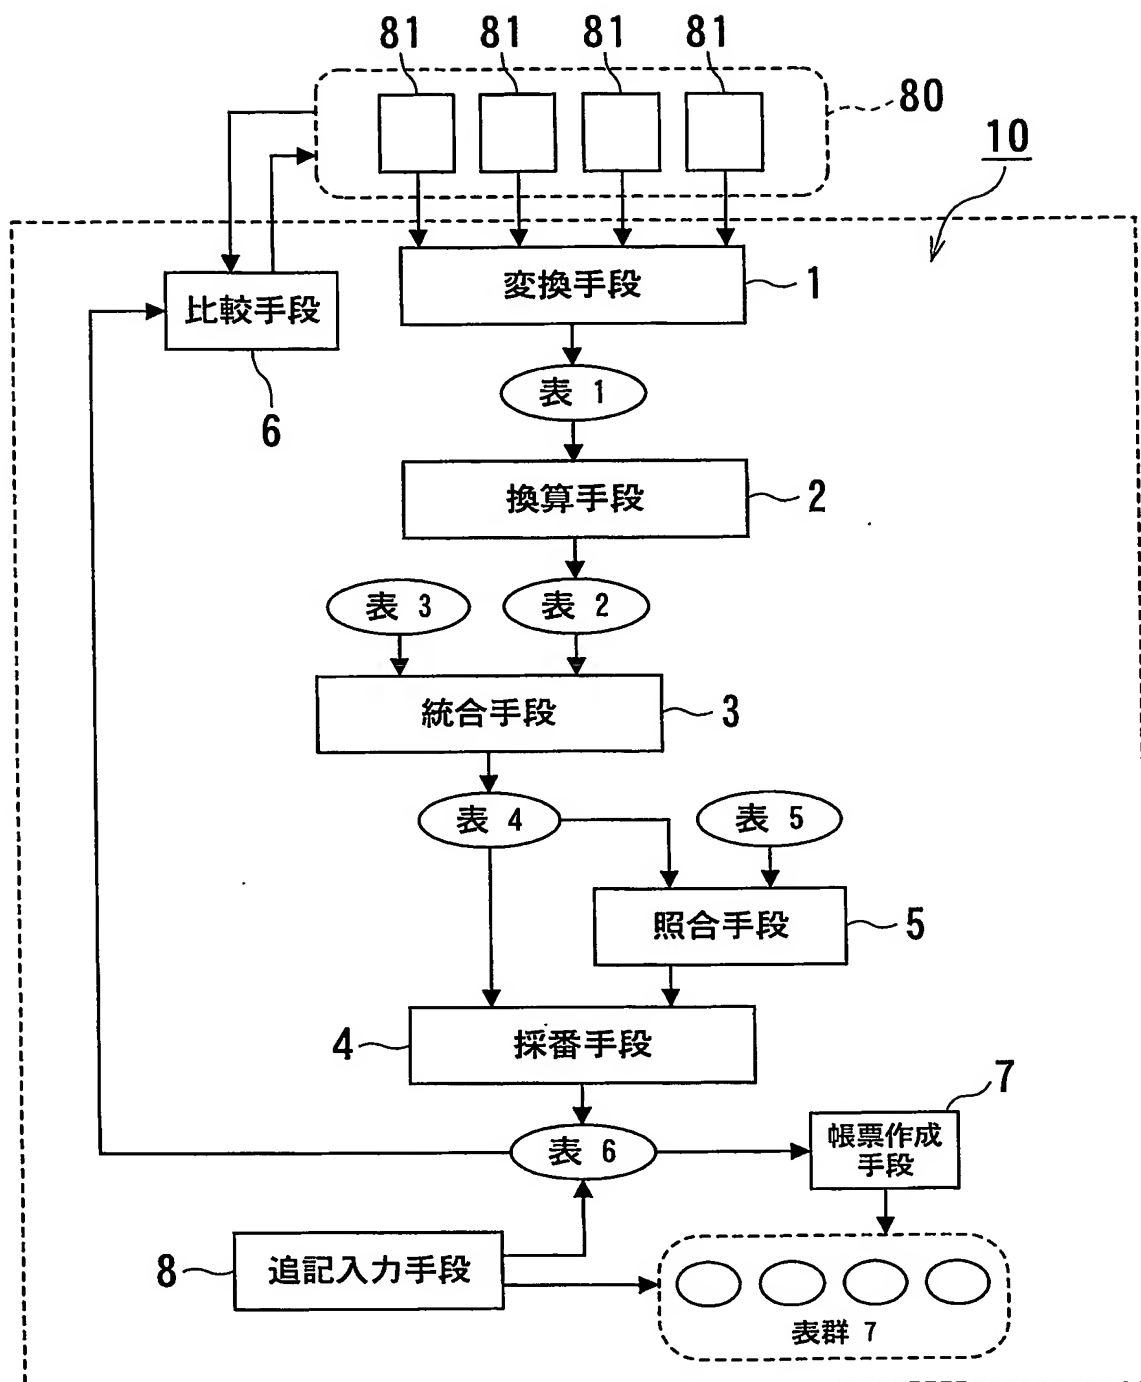 81 81 81 81
80
10
変換手段 1
比較手段
6
表 1
換算手段 2
表 3 表 2
統合手段 3
表 4 表 5
照合手段 5
4 採番手段
7
表 6
帳票作成
手段
8 追記入力手段
表群 7